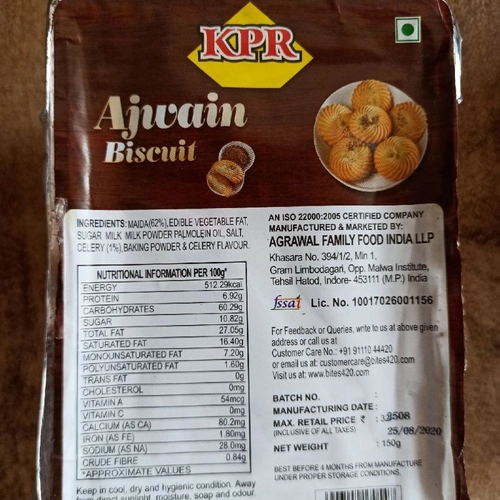 KPR
Ajwain
Biscuit
INGREDIENTS: MAIDA(62%), EDIBLE VEGETABLE FAT,
SUGAR MILK MILK POWDER PALMOLEIN OIL, SALT,
CELERY (1%), BAKING POWDER & CELERY FLAVOUR.
NUTRITIONAL INFORMATION PER 100g*
ENERGY 512.29kcal
PROTEIN 6.92g
CARBOHYDRATES 60.29g
SUGAR 10.82g
TOTAL FAT 27.05g
SATURATED FAT 16.40g
MONOUNSATURATED FAT 7.20g
POLYUNSATURATED FAT 1.60g
TRANS FAT 0g
CHOLESTEROL 0mg
VITAMIN A 54mcg
VITAMIN C 0mg
CALCIUM (AS CA) 80.2mg
IRON (AS FE) 1.80mg
SODIUM (AS NA) 28.0mg
CRUDE FIBRE 0.84g
*APPROXIMATE VALUES
Keep in cool, dry and hygienic condition. Away
from direct sunlight, moisture, soap and odour.
AN ISO 22000:2005 CERTIFIED COMPANY
MANUFACTURED & MARKETED BY:
AGRAWAL FAMILY FOOD INDIA LLP
Khasara No. 394/1/2, Min 1,
Gram Limbodagari, Opp. Malwa Institute,
Tehsil Hatod, Indore-453111 (M.P.) India
fssai Lic. No. 10017026001156
For Feedback or Queries, write to us at above given
address or call us at
Customer Care No.: +91 91110 44420
or email us at: customercare@bites420.com
Visit us at: www.bites420.com
BATCH NO. :
MANUFACTURING DATE :
MAX. RETAIL PRICE ₹ :
(INCLUSIVE OF ALL TAXES) 25/08/2020
NET WEIGHT : 150g
BEST BEFORE 4 MONTHS FROM MANUFACTURE
UNDER PROPER STORAGE CONDITIONS.